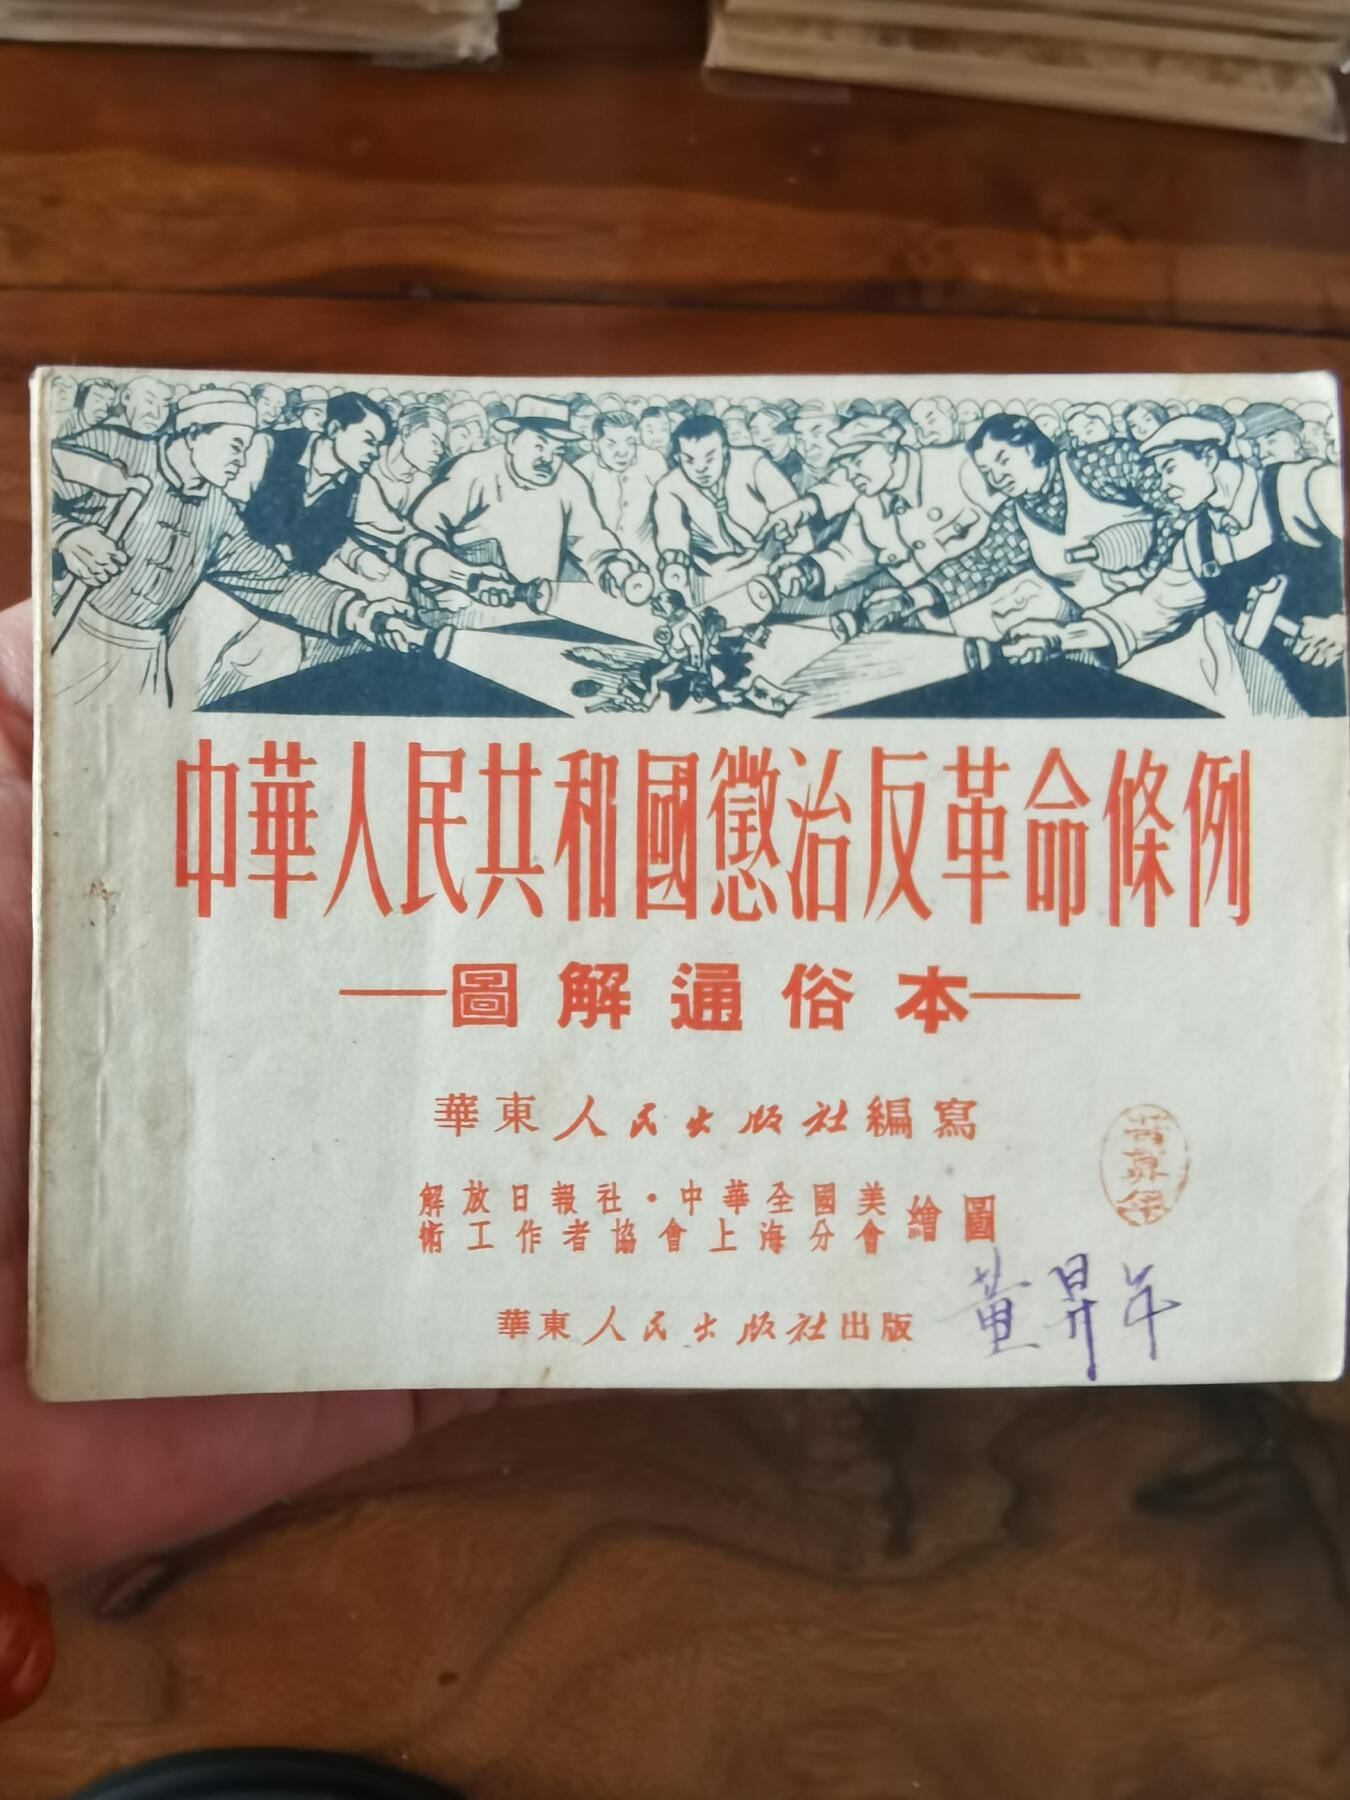 中華人民共和國懲治反革命條例
—圖解通俗本—
華東人民出版社編寫
解放日報社·中華全國美
術工作者協會上海分會繪圖
華東人民出版社出版
黄昇年